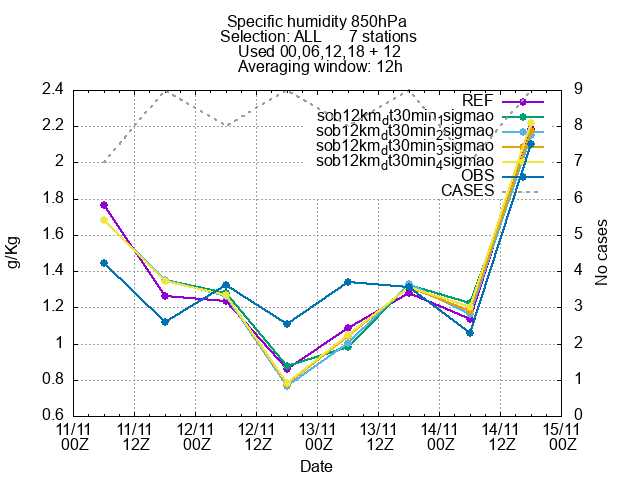 Specific humidity 850hPa
Selection: ALL 7 stations
Used 00,06,12,18 + 12
Averaging window: 12h
REF
sob12km_dt30min_1sigmao
sob12km_dt30min_2sigmao
sob12km_dt30min_3sigmao
sob12km_dt30min_4sigmao
OBS
CASES
2.4
2.2
2
1.8
1.6
1.4
1.2
1
0.8
0.6
g/Kg
9
8
7
6
5
4
3
2
1
0
No cases
11/11 11/11 12/11 12/11 13/11 13/11 14/11 14/11 15/11
00Z 12Z 00Z 12Z 00Z 12Z 00Z 12Z 00Z
Date